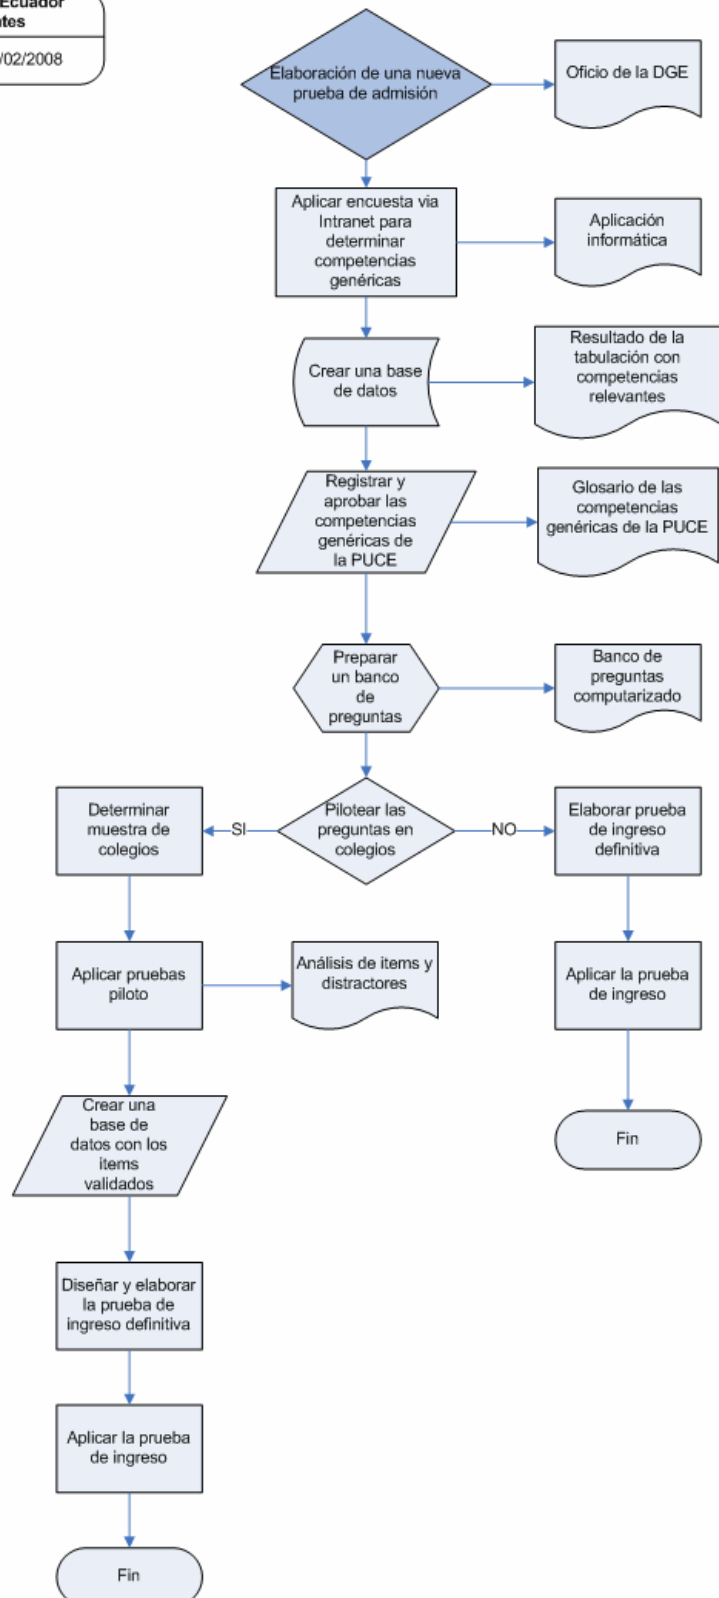 Ecuador
/02/2008
Elaboración de una nueva
prueba de admisión
Oficio de la DGE
Aplicar encuesta via
Intranet para
determinar
competencias
genéricas
Aplicación
informática
Crear una base
de datos
Resultado de la
tabulación con
competencias
relevantes
Registrar y
aprobar las
competencias
genéricas de
la PUCE
Glosario de las
competencias
genéricas de la PUCE
Preparar
un banco
de
preguntas
Banco de
preguntas
computarizado
Determinar
muestra de
colegios
SI
Pilotear las
preguntas en
colegios
NO
Elaborar prueba
de ingreso
definitiva
Aplicar pruebas
piloto
Análisis de items y
distractores
Aplicar la prueba
de ingreso
Crear una
base de
datos con los
items
validados
Fin
Diseñar y elaborar
la prueba de
ingreso definitiva
Aplicar la prueba
de ingreso
Fin